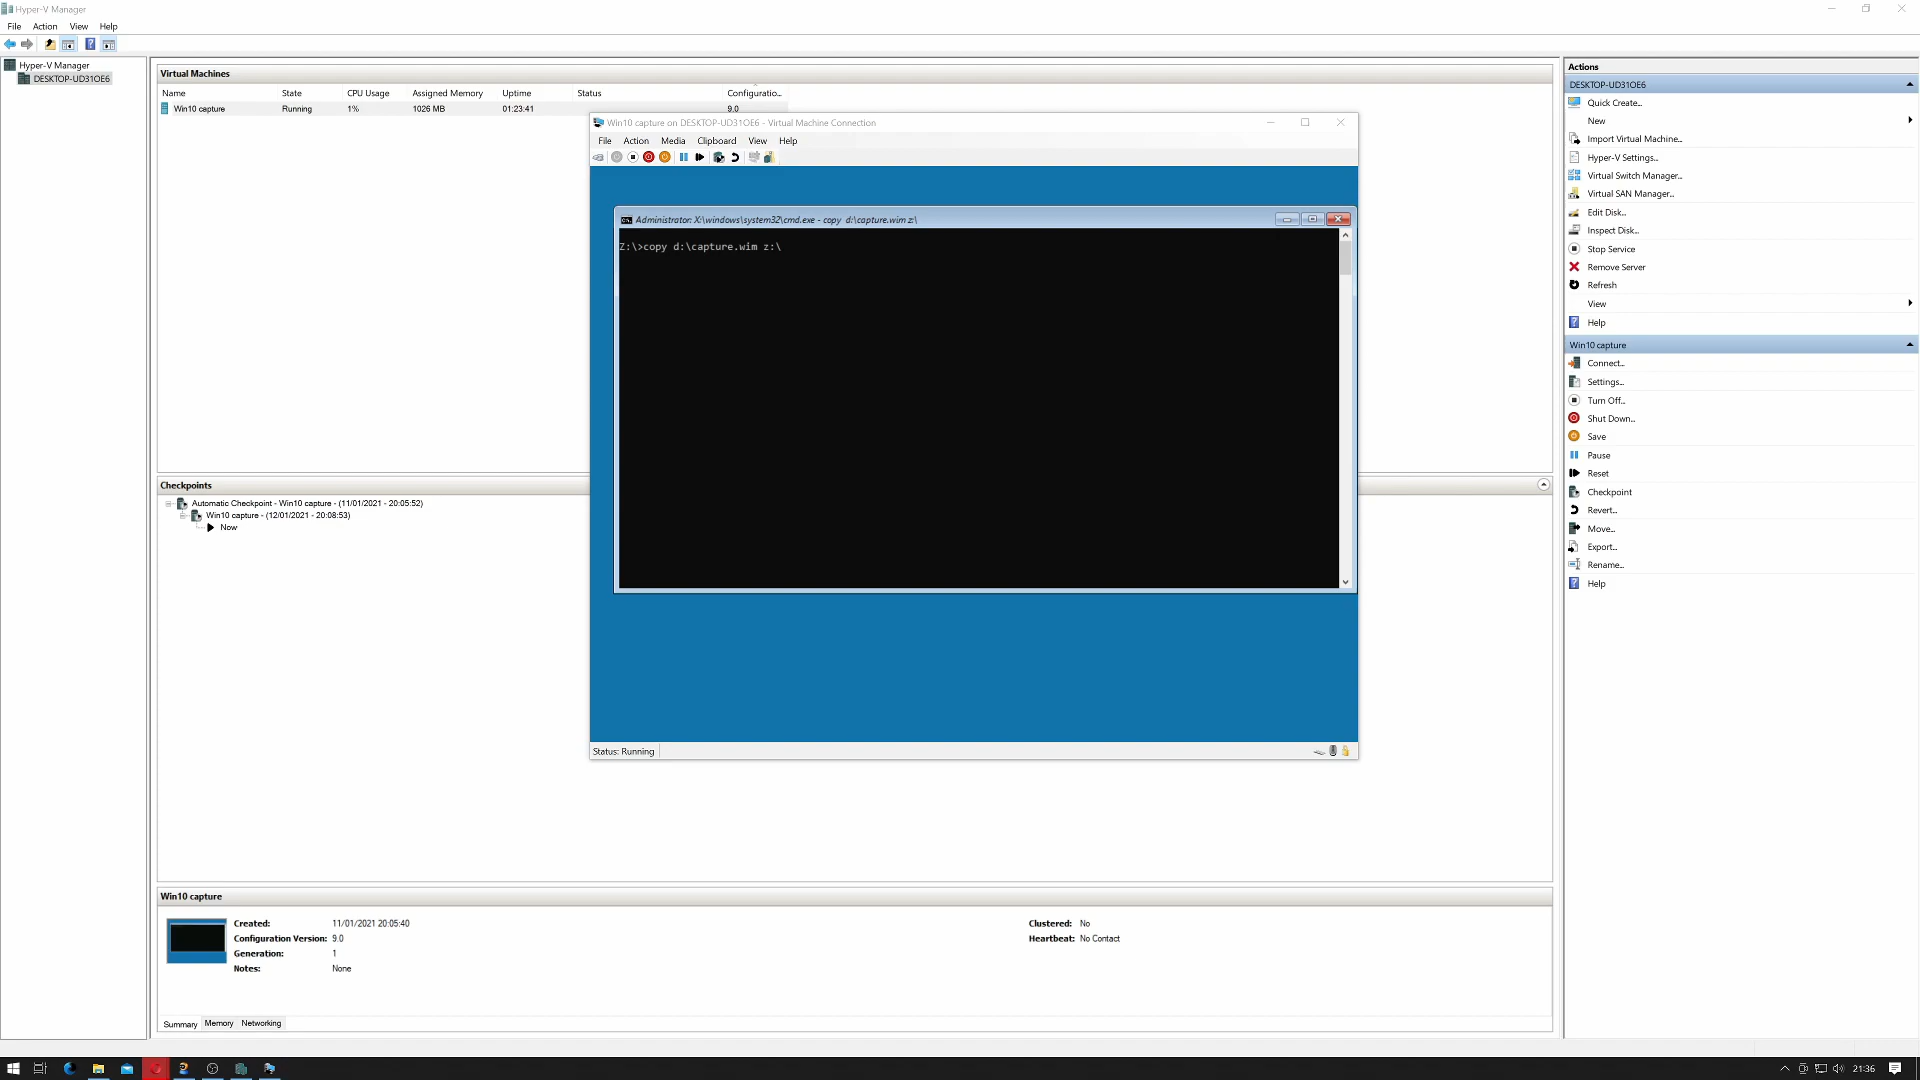 Hyper-V Manager
File Action View Help
Hyper-V Manager
DESKTOP-UD31OE6
Virtual Machines
Name State CPU Usage Assigned Memory Uptime Status Configuratio...
Win10 capture Running 1% 1026 MB 01:23:41 9.0
Win10 capture on DESKTOP-UD31OE6 - Virtual Machine Connection
File Action Media Clipboard View Help
Administrator: X:\windows\system32\cmd.exe - copy d:\capture.wim z:\
Z:\>copy d:\capture.wim z:\
Status: Running
Checkpoints
Automatic Checkpoint - Win10 capture - (11/01/2021 - 20:05:52)
Win10 capture - (12/01/2021 - 20:08:53)
Now
Win10 capture
Created: 11/01/2021 20:05:40
Configuration Version: 9.0
Generation: 1
Notes: None
Clustered: No
Heartbeat: No Contact
Summary Memory Networking
Actions
DESKTOP-UD31OE6
Quick Create...
New
Import Virtual Machine...
Hyper-V Settings...
Virtual Switch Manager...
Virtual SAN Manager...
Edit Disk...
Inspect Disk...
Stop Service
Remove Server
Refresh
View
Help
Win10 capture
Connect...
Settings...
Turn Off...
Shut Down...
Save
Pause
Reset
Checkpoint
Revert...
Move...
Export...
Rename...
Help
21:36